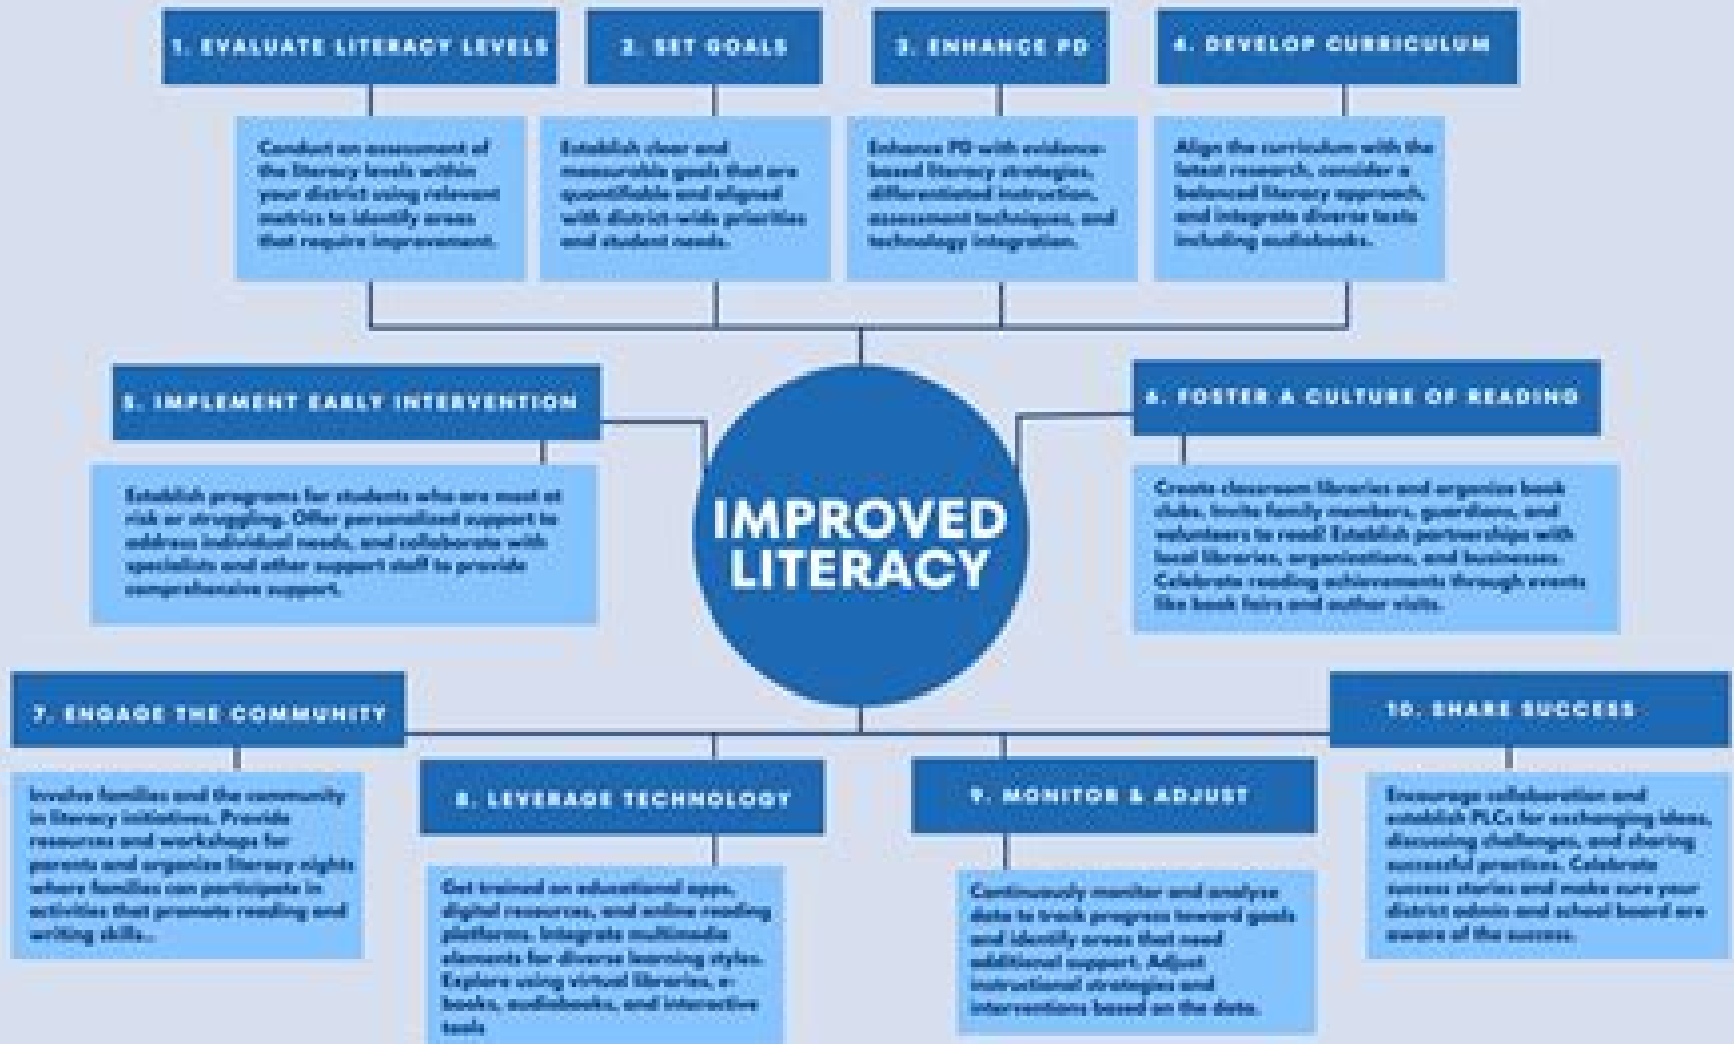 1. EVALUATE LITERACY LEVELS
Conduct an assessment of
the literacy levels within
your district using relevant
metrics to identify areas
that require improvement.
2. SET GOALS
Establish clear and
measurable goals that are
quantifiable and aligned
with district-wide priorities
and student needs.
3. ENHANCE PD
Enhance PD with evidence-
based literacy strategies,
differentiated instruction,
assessment techniques, and
technology integration.
4. DEVELOP CURRICULUM
Align the curriculum with the
latest research, consider a
balanced literacy approach,
and integrate diverse texts
including audiobooks.
5. IMPLEMENT EARLY INTERVENTION
Establish programs for students who are most at
risk or struggling. Offer personalized support to
address individual needs, and collaborate with
specialists and other support staff to provide
comprehensive support.
IMPROVED
LITERACY
6. FOSTER A CULTURE OF READING
Create classroom libraries and organize book
clubs. Invite family members, guardians, and
volunteers to read! Establish partnerships with
local libraries, organizations, and businesses.
Celebrate reading achievements through events
like book fairs and author visits.
7. ENGAGE THE COMMUNITY
Involve families and the community
in literacy initiatives. Provide
resources and workshops for
parents and organize literacy nights
where families can participate in
activities that promote reading and
writing skills..
8. LEVERAGE TECHNOLOGY
Get trained on educational apps,
digital resources, and online reading
platforms. Integrate multimedia
elements for diverse learning styles.
Explore using virtual libraries, e-
books, audiobooks, and interactive
tools
9. MONITOR & ADJUST
Continuously monitor and analyze
data to track progress toward goals
and identify areas that need
additional support. Adjust
instructional strategies and
interventions based on the data.
10. SHARE SUCCESS
Encourage collaboration and
establish PLCs for exchanging ideas,
discussing challenges, and sharing
successful practices. Celebrate
success stories and make sure your
district admin and school board are
aware of the success.